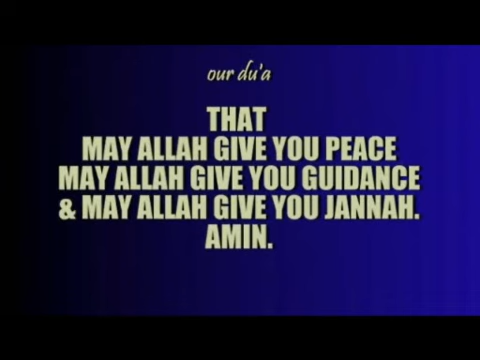 our du'a
THAT
MAY ALLAH GIVE YOU PEACE
MAY ALLAH GIVE YOU GUIDANCE
& MAY ALLAH GIVE YOU JANNAH.
AMIN.